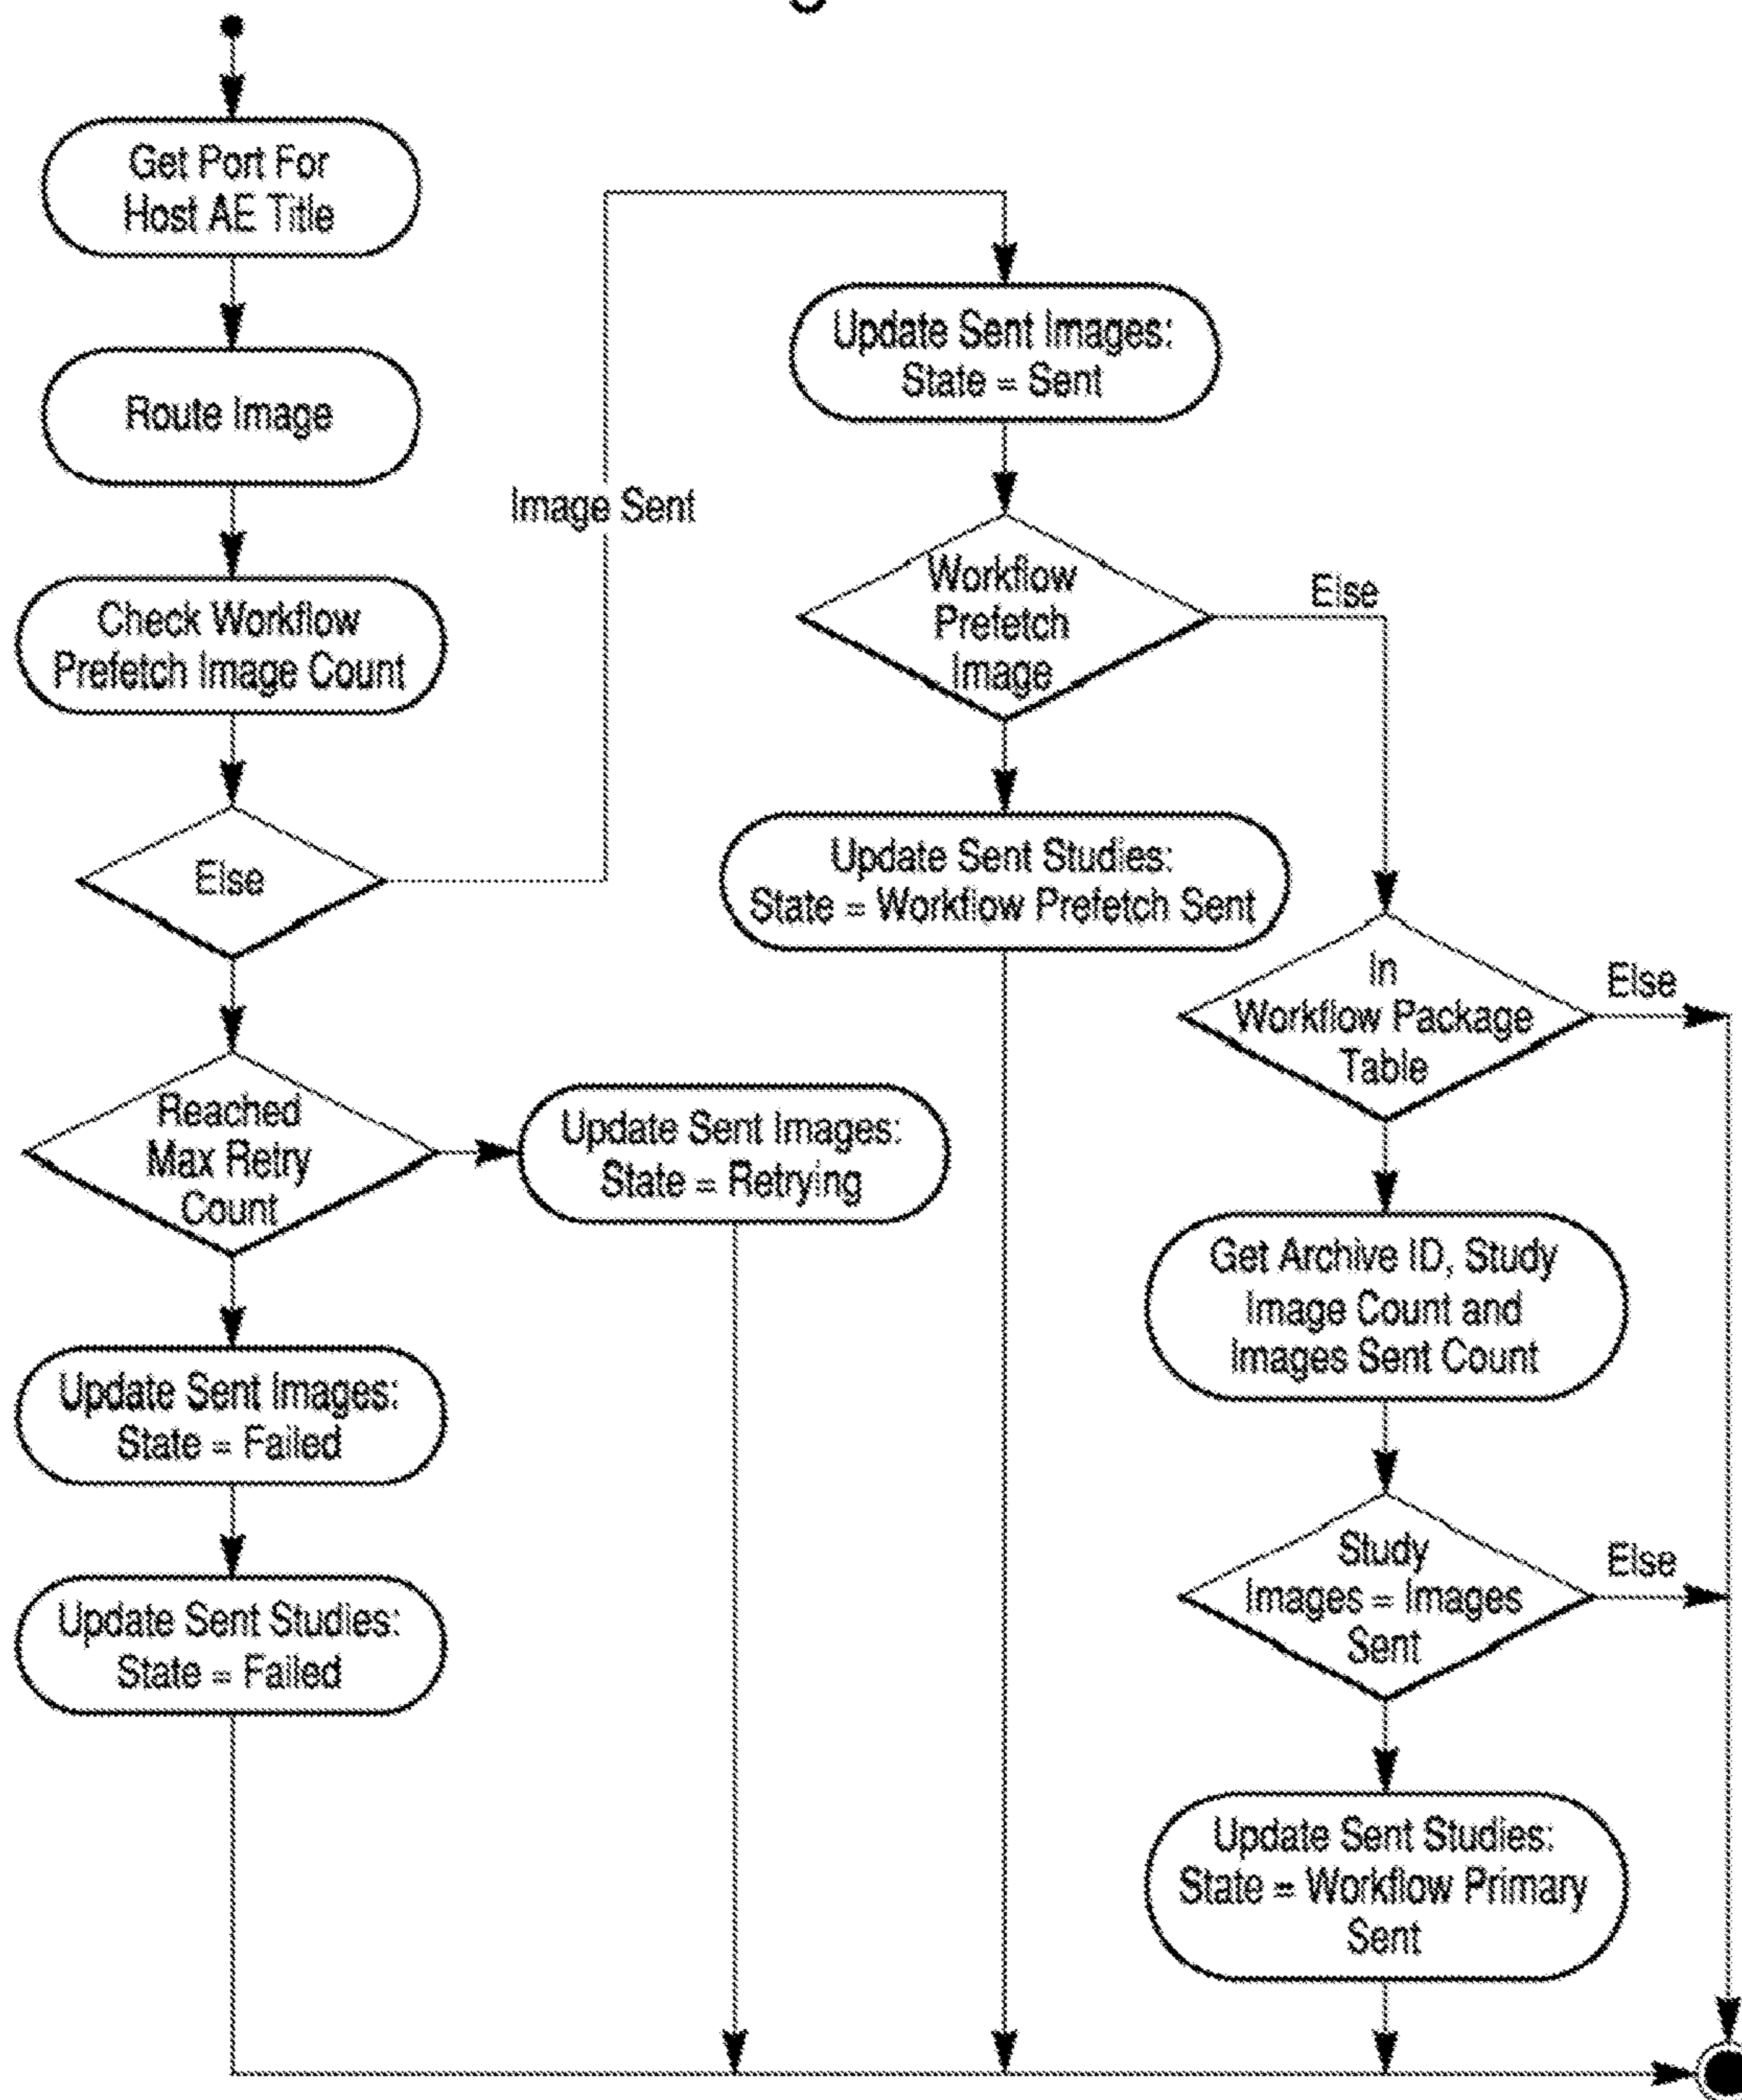 Get Port For
Host AE Title
Route Image
Check Workflow
Prefetch Image Count
Else
Reached
Max Retry
Count
Update Sent Images:
State = Failed
Update Sent Studies:
State = Failed
Image Sent
Update Sent Images:
State = Retrying
Update Sent Images:
State = Sent
Workflow
Prefetch
Image
Else
Update Sent Studies:
State = Workflow Prefetch Sent
In
Workflow Package
Table
Else
Get Archive ID, Study
Image Count and
Images Sent Count
Study
Images = Images
Sent
Else
Update Sent Studies:
State = Workflow Primary
Sent